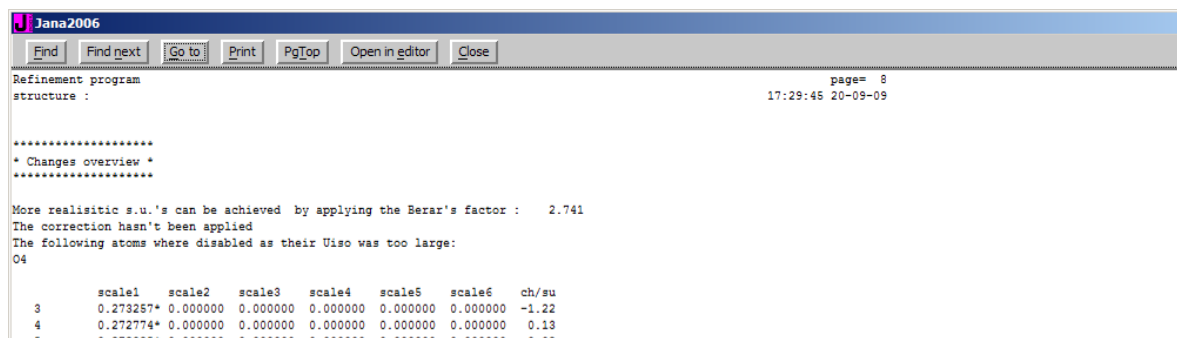 Jana2006
Find Find next Go to Print PgTop Open in editor Close
Refinement program page= 8
structure : 17:29:45 20-09-09
********************
* Changes overview *
********************
More realisitic s.u.'s can be achieved by applying the Berar's factor : 2.741
The correction hasn't been applied
The following atoms where disabled as their Uiso was too large:
O4
scale1 scale2 scale3 scale4 scale5 scale6 ch/su
3 0.273257* 0.000000 0.000000 0.000000 0.000000 0.000000 -1.22
4 0.272774* 0.000000 0.000000 0.000000 0.000000 0.000000 0.13